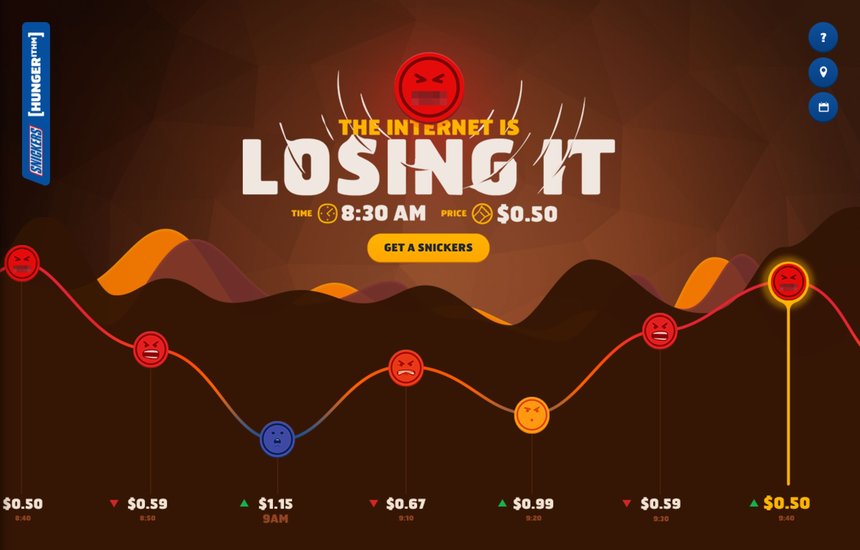 SNICKERS [HUNGERITHM]
?
THE INTERNET IS
LOSING IT
TIME 8:30 AM PRICE $0.50
GET A SNICKERS
$0.50 $0.59 $1.15 $0.67 $0.99 $0.59 $0.50
8:40 8:50 9AM 9:10 9:20 9:30 9:40